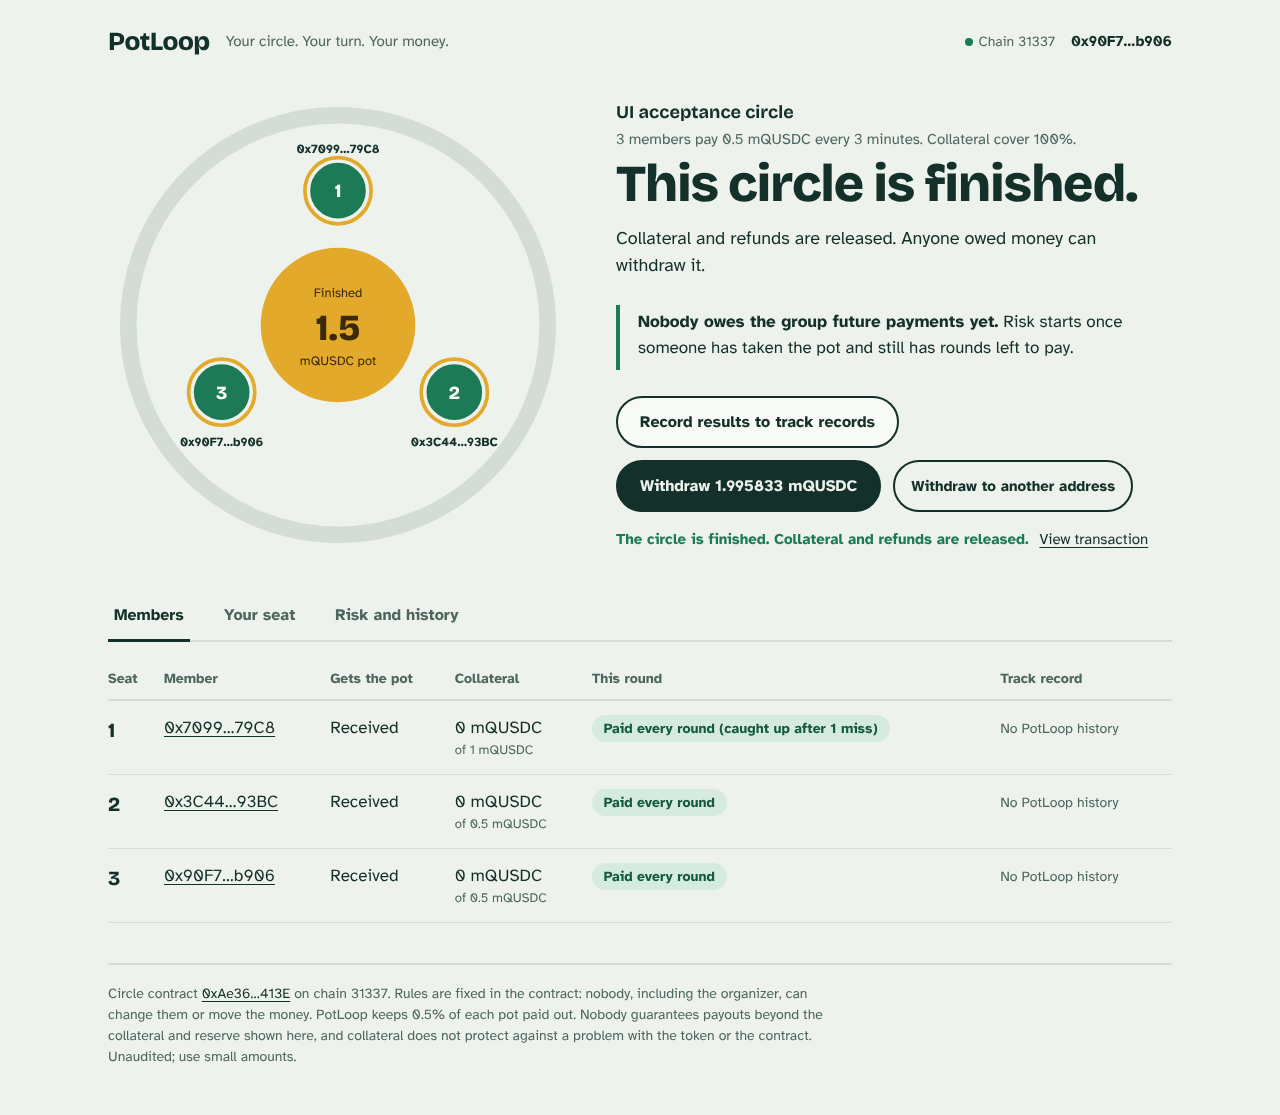 PotLoop
Your circle. Your turn. Your money.
Chain 31337
0x90F7…b906
0x7099…79C8
1
Finished
1.5
mQUSDC pot
3
2
0x90F7…b906
0x3C44…93BC
UI acceptance circle
3 members pay 0.5 mQUSDC every 3 minutes. Collateral cover 100%.
This circle is finished.
Collateral and refunds are released. Anyone owed money can
withdraw it.
Nobody owes the group future payments yet. Risk starts once
someone has taken the pot and still has rounds left to pay.
Record results to track records
Withdraw 1.995833 mQUSDC
Withdraw to another address
The circle is finished. Collateral and refunds are released. View transaction
Members
Your seat
Risk and history
Seat Member Gets the pot Collateral This round Track record
1 0x7099…79C8 Received 0 mQUSDC Paid every round (caught up after 1 miss) No PotLoop history
of 1 mQUSDC
2 0x3C44…93BC Received 0 mQUSDC Paid every round No PotLoop history
of 0.5 mQUSDC
3 0x90F7…b906 Received 0 mQUSDC Paid every round No PotLoop history
of 0.5 mQUSDC
Circle contract 0xAe36…413E on chain 31337. Rules are fixed in the contract: nobody, including the organizer, can
change them or move the money. PotLoop keeps 0.5% of each pot paid out. Nobody guarantees payouts beyond the
collateral and reserve shown here, and collateral does not protect against a problem with the token or the contract.
Unaudited; use small amounts.